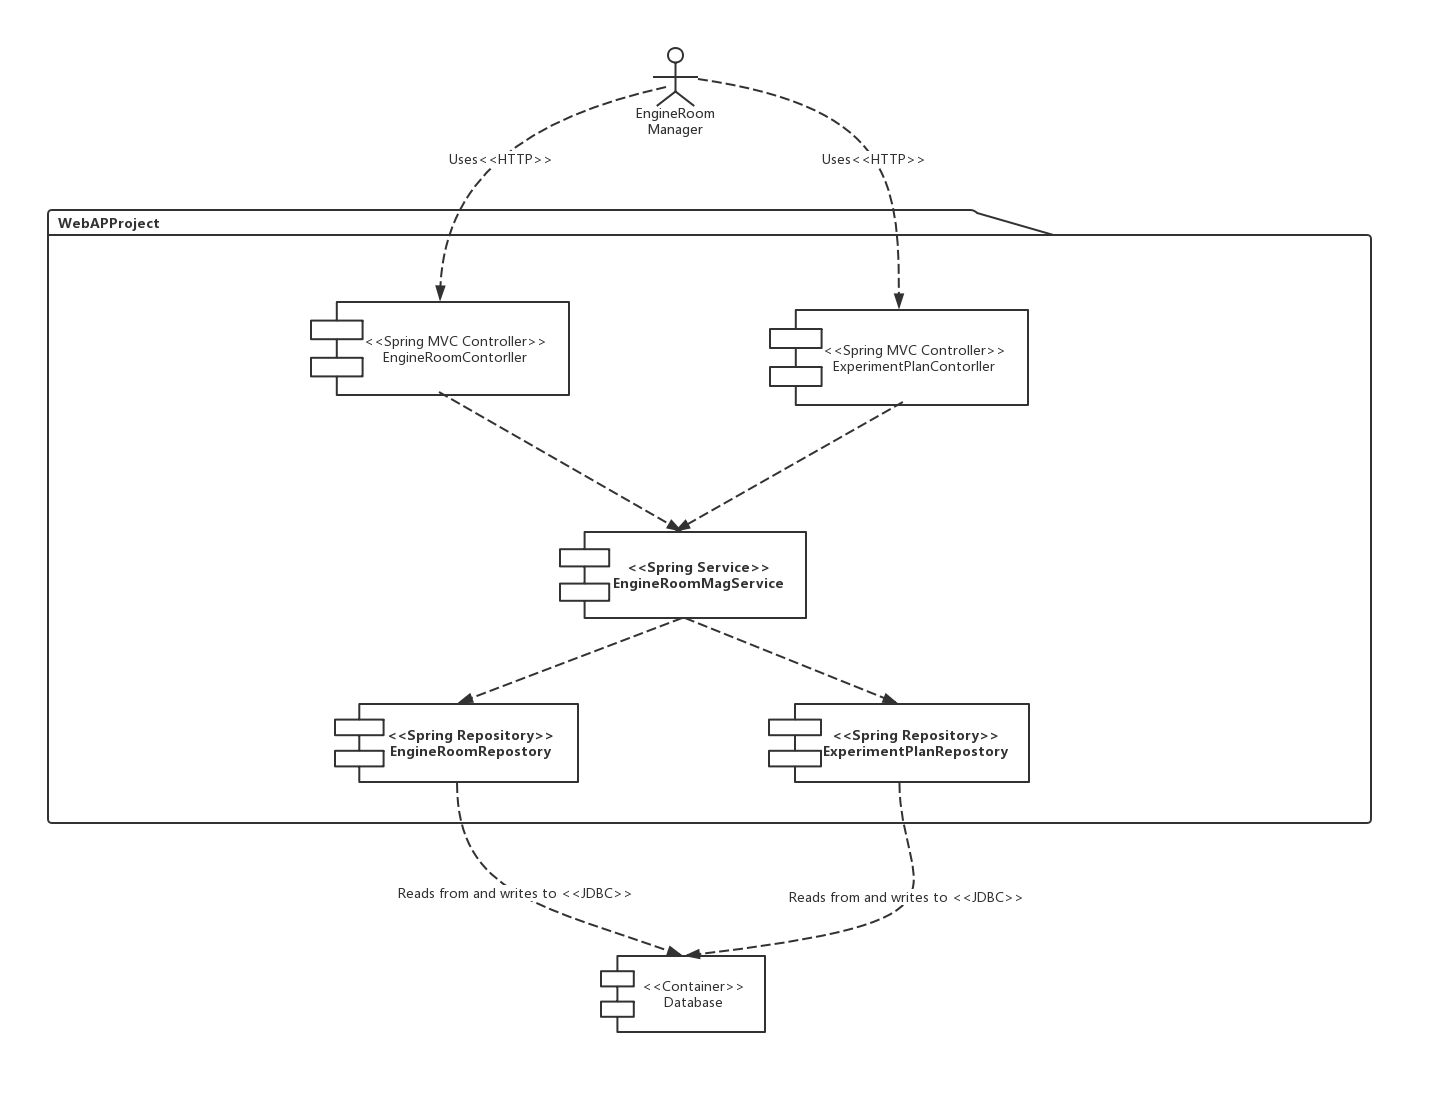 EngineRoom
Manager
Uses<<HTTP>>
Uses<<HTTP>>
WebAPProject
<<Spring MVC Controller>>
EngineRoomContorller
<<Spring MVC Controller>>
ExperimentPlanContorller
<<Spring Service>>
EngineRoomMagService
<<Spring Repository>>
EngineRoomRepostory
<<Spring Repository>>
ExperimentPlanRepostory
Reads from and writes to <<JDBC>>
Reads from and writes to <<JDBC>>
<<Container>>
Database